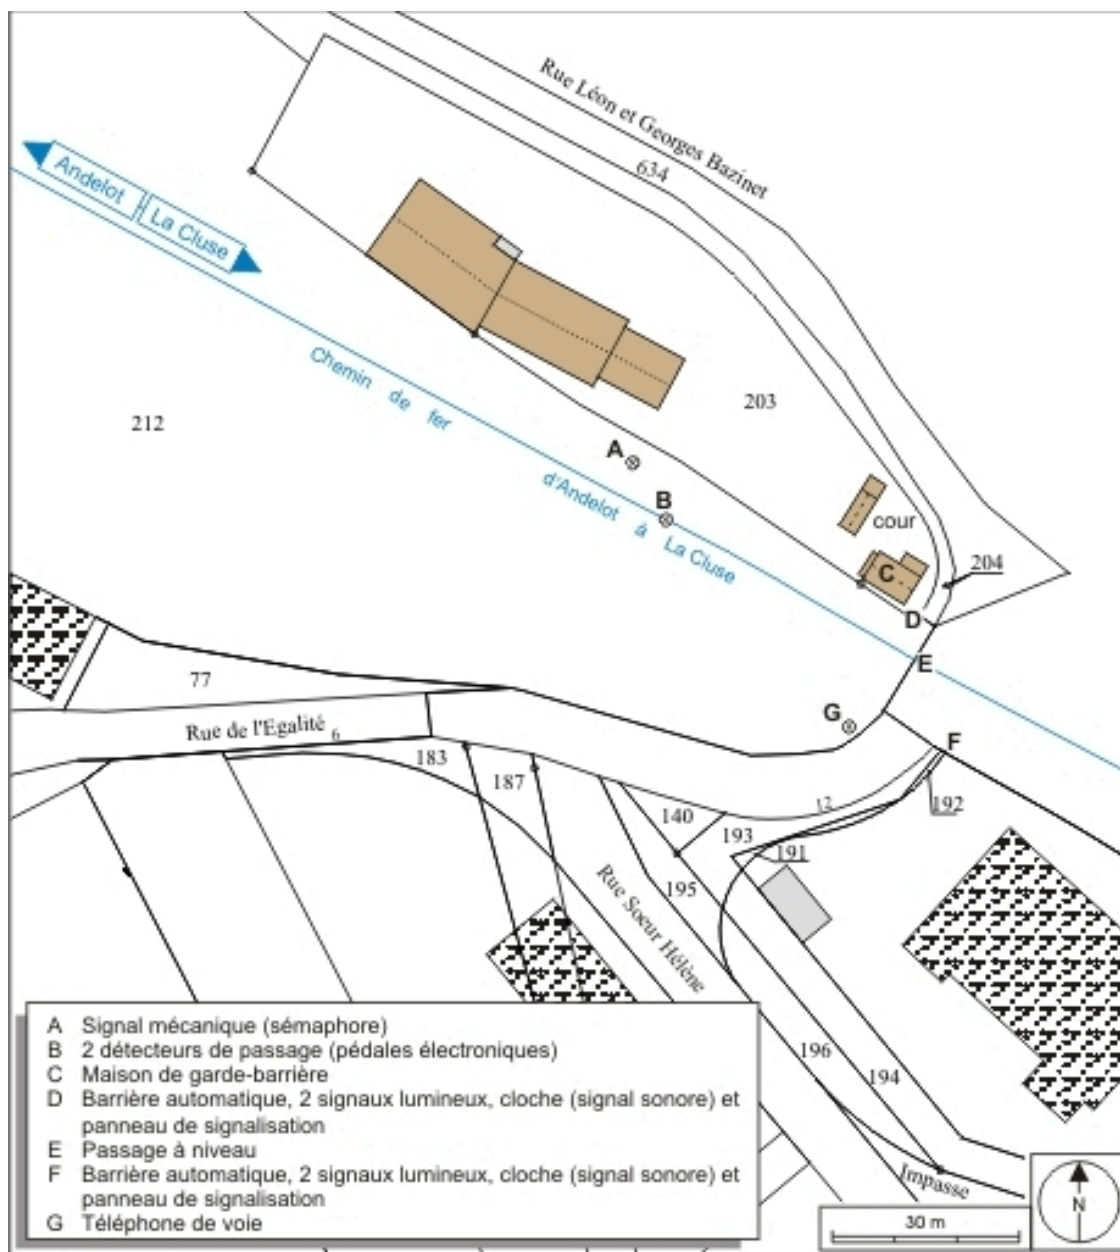 Rue Léon et Georges Bazinet
634
Andelot
La Cluse
Chemin de fer
d'Andelot à La Cluse
203
212
A
B
cour
C
204
D
E
77
G
F
Rue de l'Egalité
6
183
187
140
12
192
193
191
195
Rue Soeur Hélène
196
194
Impasse
A Signal mécanique (sémaphore)
B 2 détecteurs de passage (pédales électroniques)
C Maison de garde-barrière
D Barrière automatique, 2 signaux lumineux, cloche (signal sonore) et
panneau de signalisation
E Passage à niveau
F Barrière automatique, 2 signaux lumineux, cloche (signal sonore) et
panneau de signalisation
G Téléphone de voie
30 m
N